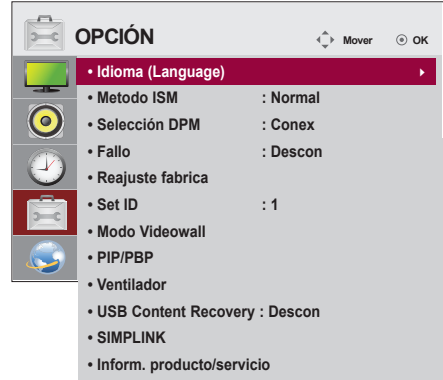 OPCIÓN
Mover OK
• Idioma (Language)
• Metodo ISM : Normal
• Selección DPM : Conex
• Fallo : Descon
• Reajuste fabrica
• Set ID : 1
• Modo Videowall
• PIP/PBP
• Ventilador
• USB Content Recovery : Descon
• SIMPLINK
• Inform. producto/servicio